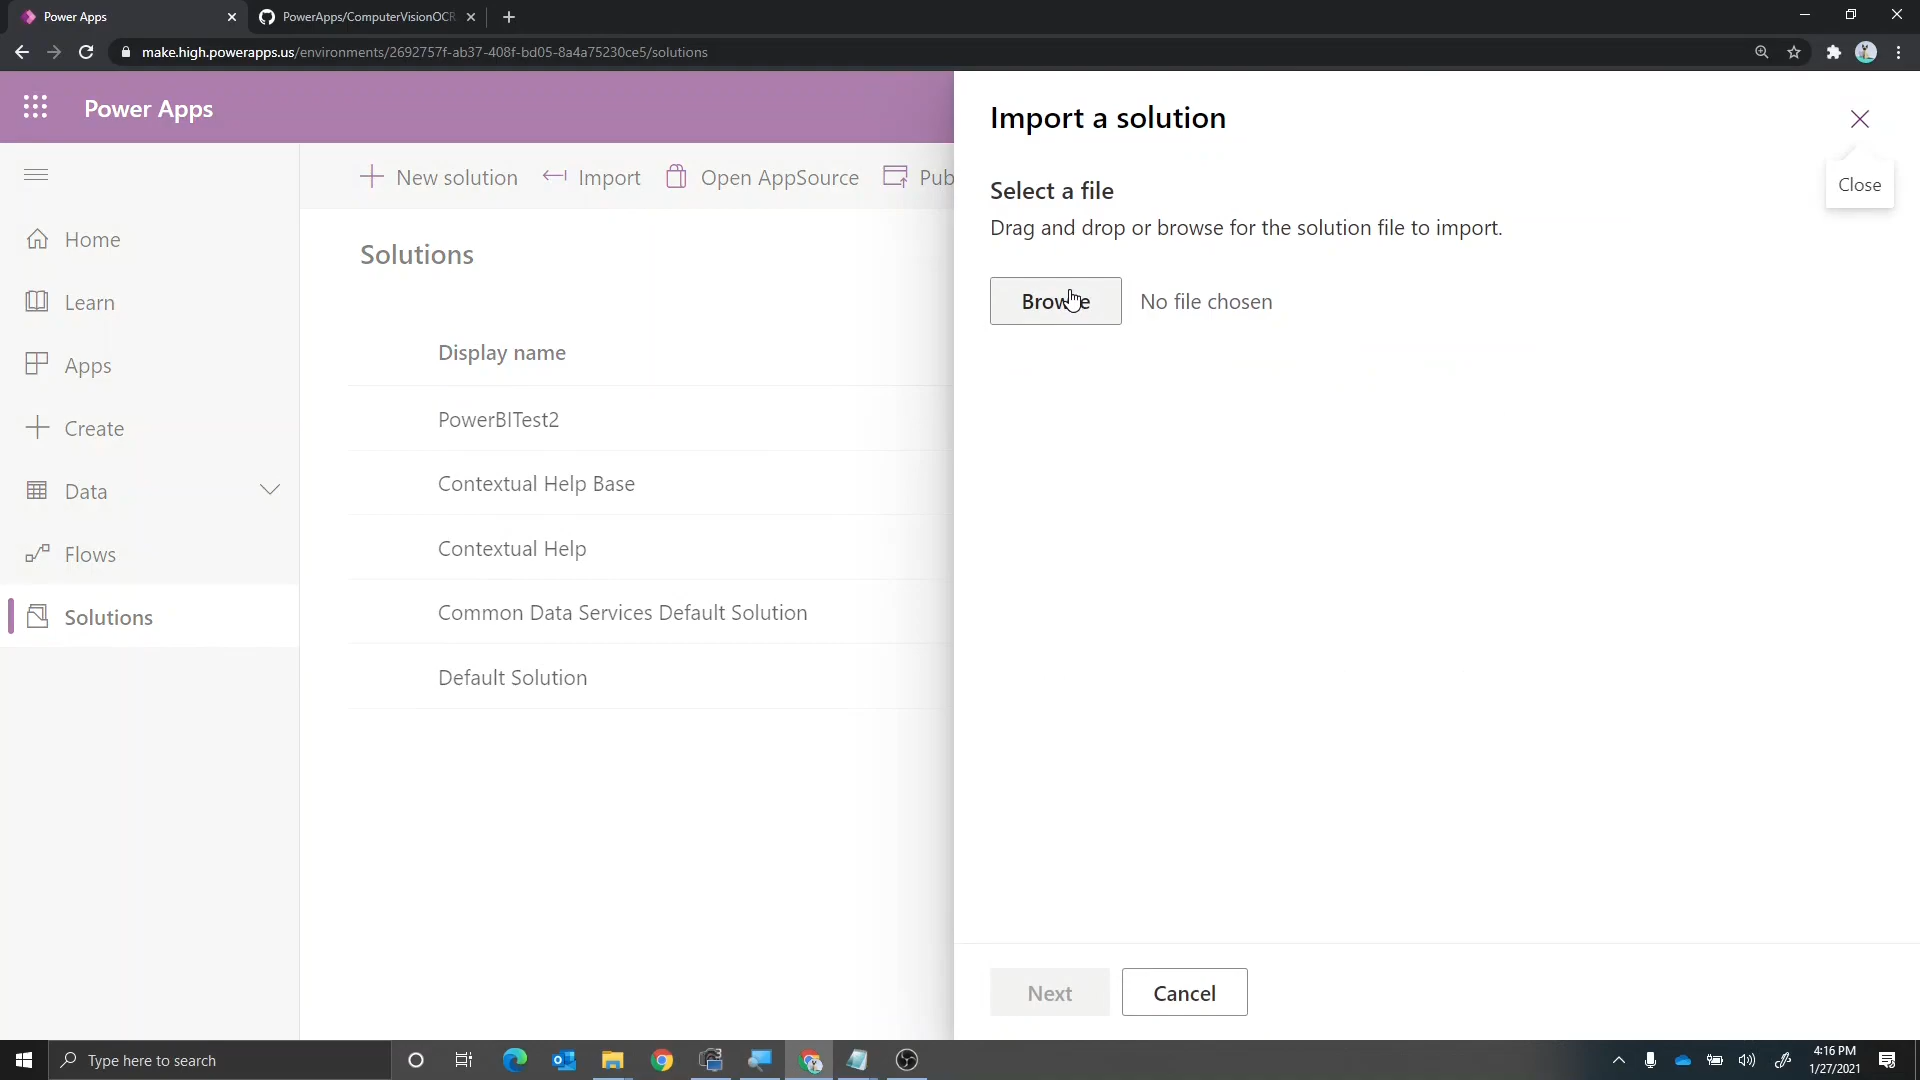 Power Apps
PowerApps/ComputerVisionOCR
make.high.powerapps.us/environments/2692757f-ab37-408f-bd05-8a4a75230ce5/solutions
Power Apps
Import a solution
New solution
Import
Open AppSource
Pub
Close
Select a file
Drag and drop or browse for the solution file to import.
Home
Solutions
Learn
Browse
No file chosen
Display name
Apps
PowerBITest2
Create
Contextual Help Base
Data
Contextual Help
Flows
Common Data Services Default Solution
Solutions
Default Solution
Next
Cancel
Type here to search
4:16 PM
1/27/2021